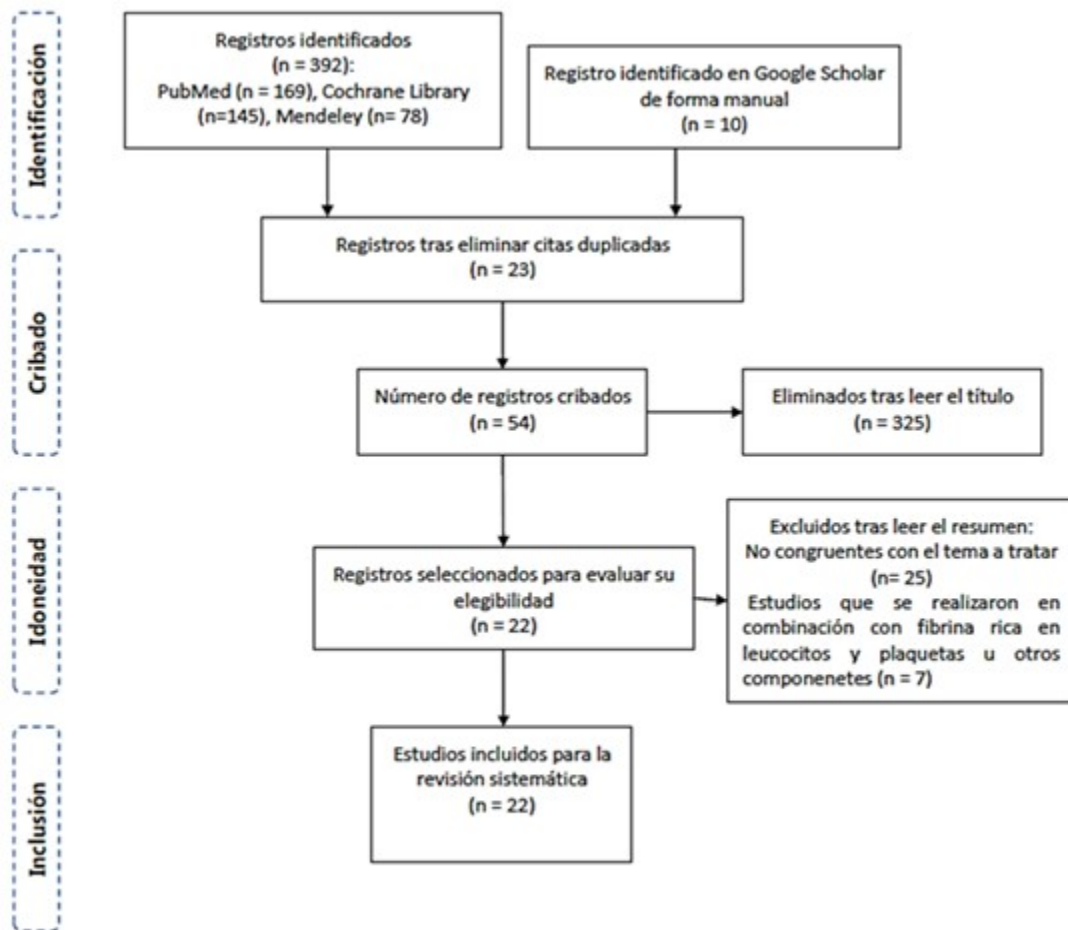 Identificación
Registros identificados
(n = 392):
PubMed (n = 169), Cochrane Library
(n=145), Mendeley (n= 78)
Registro identificado en Google Scholar
de forma manual
(n = 10)
Registros tras eliminar citas duplicadas
(n = 23)
Cribado
Número de registros cribados
(n = 54)
Eliminados tras leer el título
(n = 325)
Idoneidad
Registros seleccionados para evaluar su
elegibilidad
(n = 22)
Excluidos tras leer el resumen:
No congruentes con el tema a tratar
(n= 25)
Estudios que se realizaron en
combinación con fibrina rica en
leucocitos y plaquetas u otros
componenetes (n = 7)
Inclusión
Estudios incluidos para la
revisión sistemática
(n = 22)